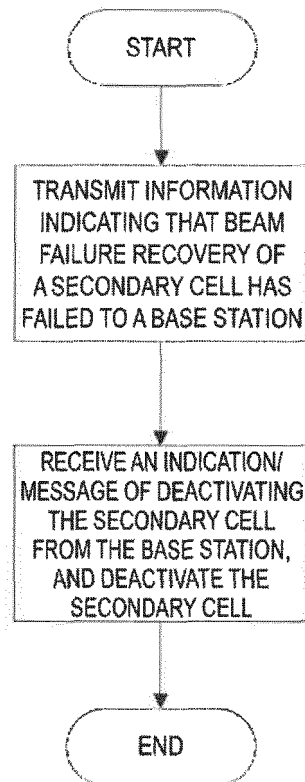 START
TRANSMIT INFORMATION
INDICATING THAT BEAM
FAILURE RECOVERY OF
A SECONDARY CELL HAS
FAILED TO A BASE STATION
RECEIVE AN INDICATION/
MESSAGE OF DEACTIVATING
THE SECONDARY CELL
FROM THE BASE STATION,
AND DEACTIVATE THE
SECONDARY CELL
END